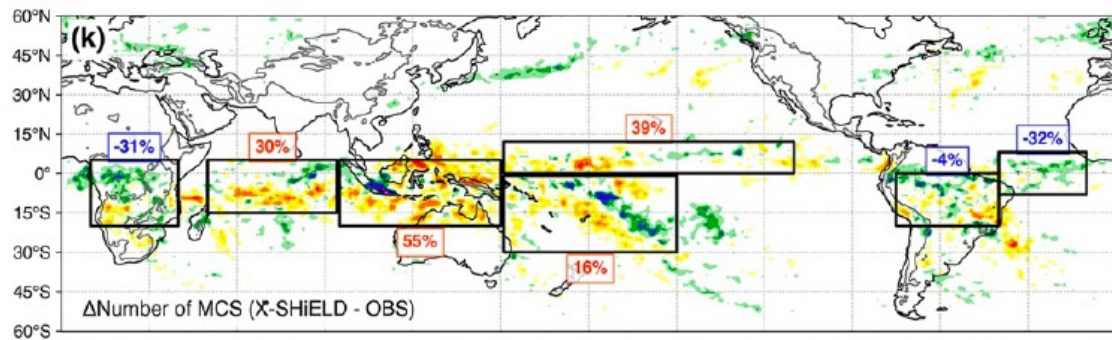 60°N
(k)
45°N
30°N
15°N
-31%
30%
39%
-32%
-4%
0°
15°S
55%
16%
30°S
45°S
ΔNumber of MCS (X-SHiELD - OBS)
60°S